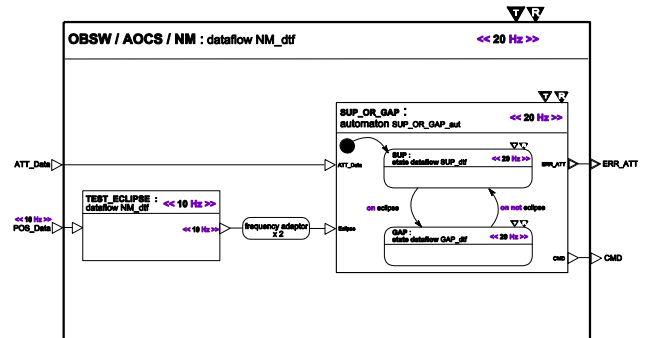 T R
OBSW / AOCS / NM : dataflow NM_dtf << 20 Hz >>
T R
SUP_OR_GAP :
automaton SUP_OR_GAP_aut << 20 Hz >>
SUP :
state dataflow SUP_dtf << 20 Hz >>
ATT_Data ATT_Data ERR_ATT ERR_ATT
TEST_ECLIPSE : << 10 Hz >>
dataflow NM_dtf
on eclipse on not eclipse
<< 10 Hz >>
POS_Data << 10 Hz >> frequency adaptor
x 2
Eclipse
GAP :
state dataflow GAP_dtf << 20 Hz >>
CMD CMD